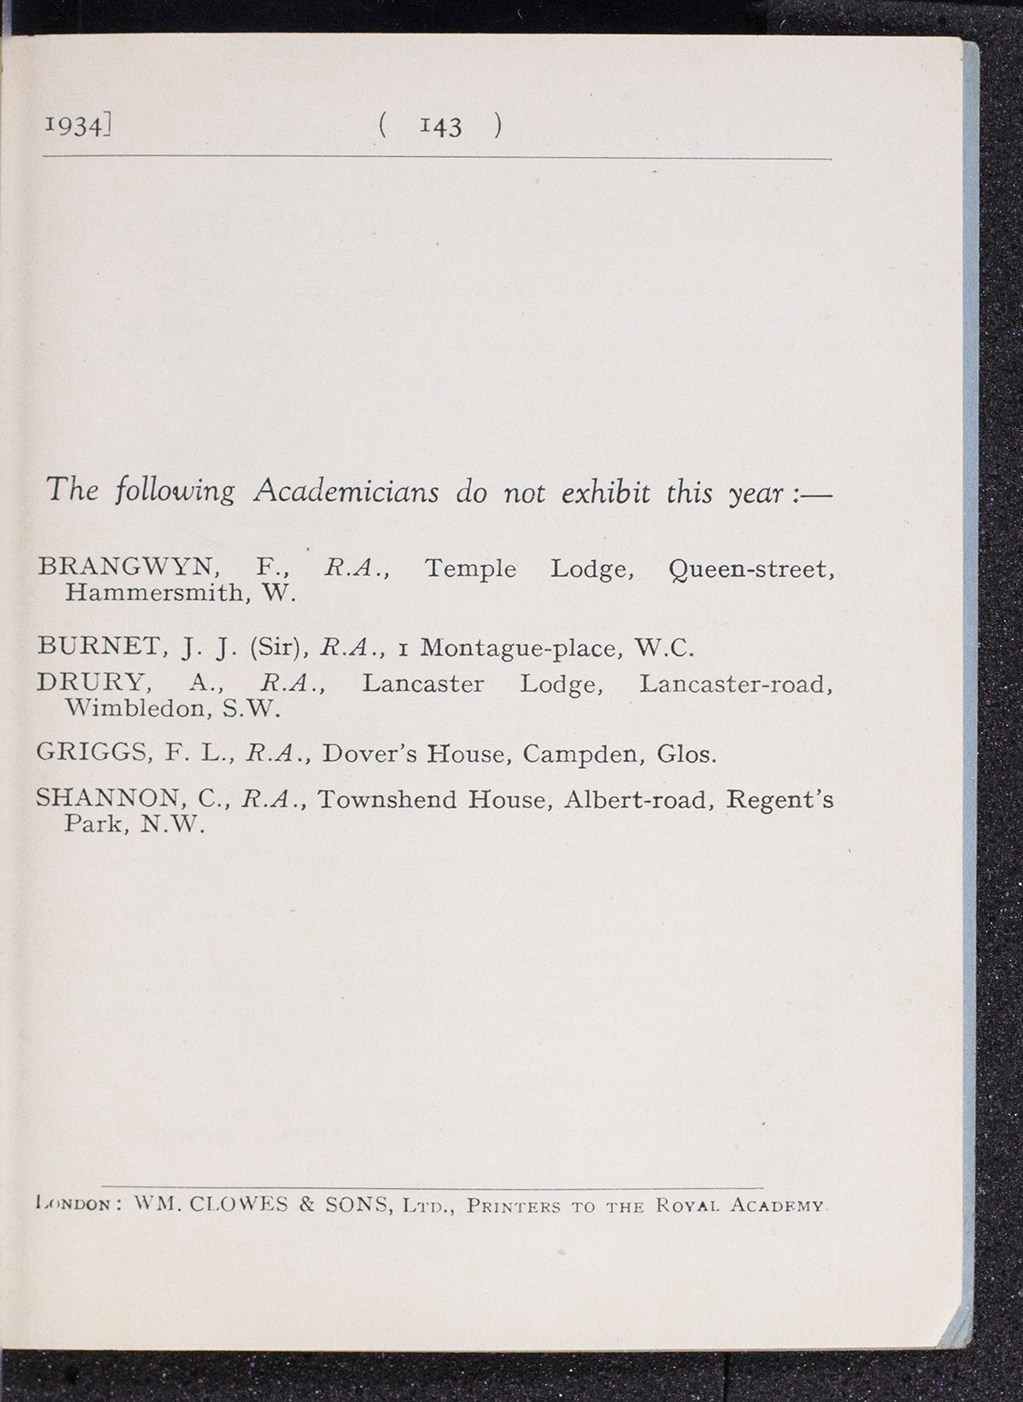 1934] ( 143 )
The following Academicians do not exhibit this year :—
BRANGWYN, F., R.A., Temple Lodge, Queen-street,
Hammersmith, W.
BURNET, J. J. (Sir), R.A., 1 Montague-place, W.C.
DRURY, A., R.A., Lancaster Lodge, Lancaster-road,
Wimbledon, S.W.
GRIGGS, F. L., R.A., Dover's House, Campden, Glos.
SHANNON, C., R.A., Townshend House, Albert-road, Regent's
Park, N.W.
LONDON: WM. CLOWES & SONS, LTD., PRINTERS TO THE ROYAL ACADEMY.